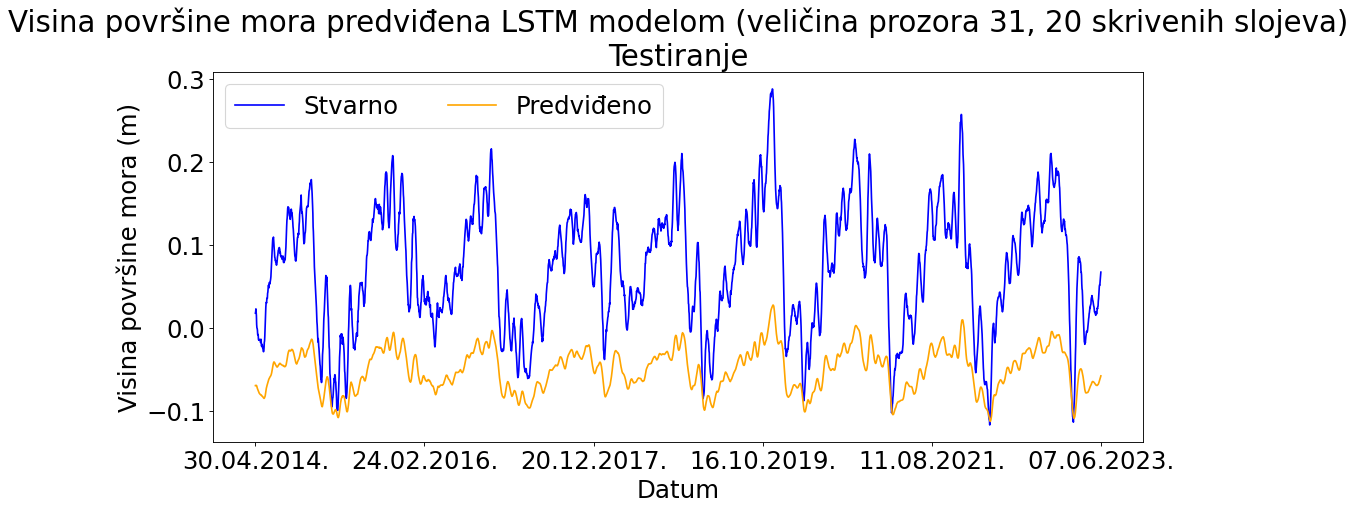 Visina površine mora predviđena LSTM modelom (veličina prozora 31, 20 skrivenih slojeva)
Testiranje
Stvarno
Predviđeno
Visina površine mora (m)
0.3
0.2
0.1
0.0
−0.1
30.04.2014.
24.02.2016.
20.12.2017.
16.10.2019.
11.08.2021.
07.06.2023.
Datum